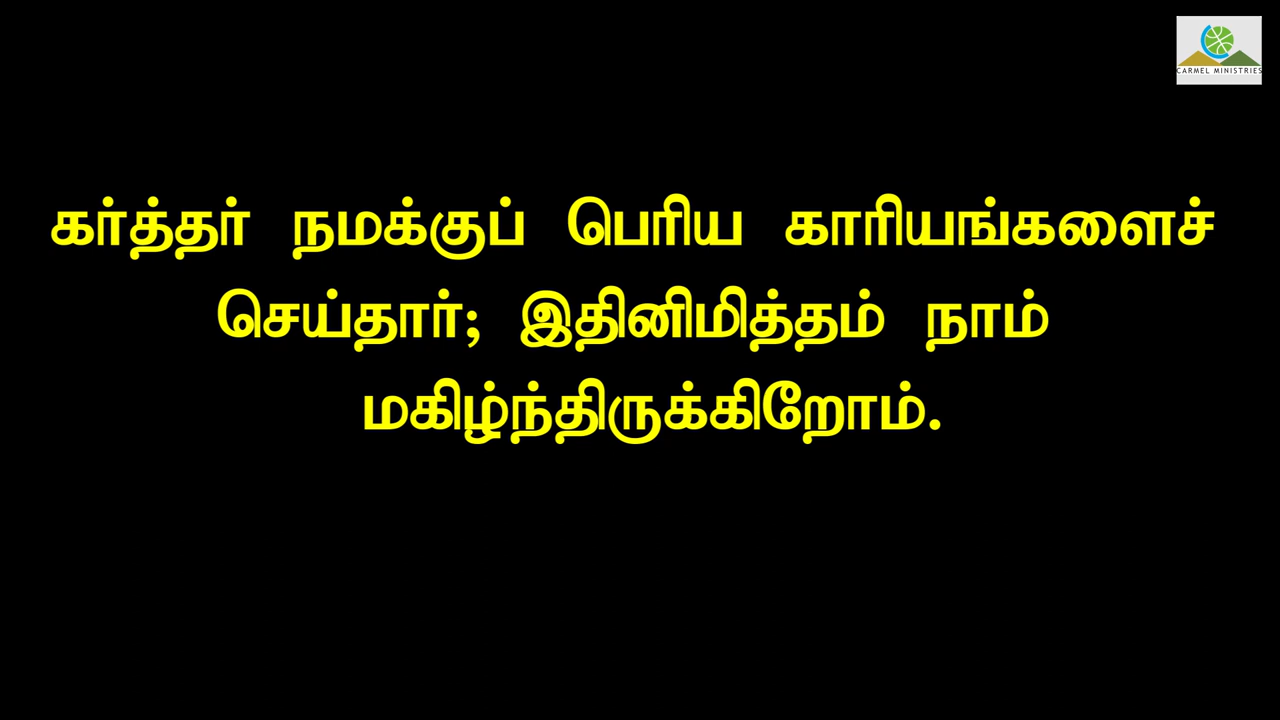 CARMEL MINISTRIES
கர்த்தர் நமக்குப் பெரிய காரியங்களைச்
செய்தார்; இதினிமித்தம் நாம்
மகிழ்ந்திருக்கிறோம்.